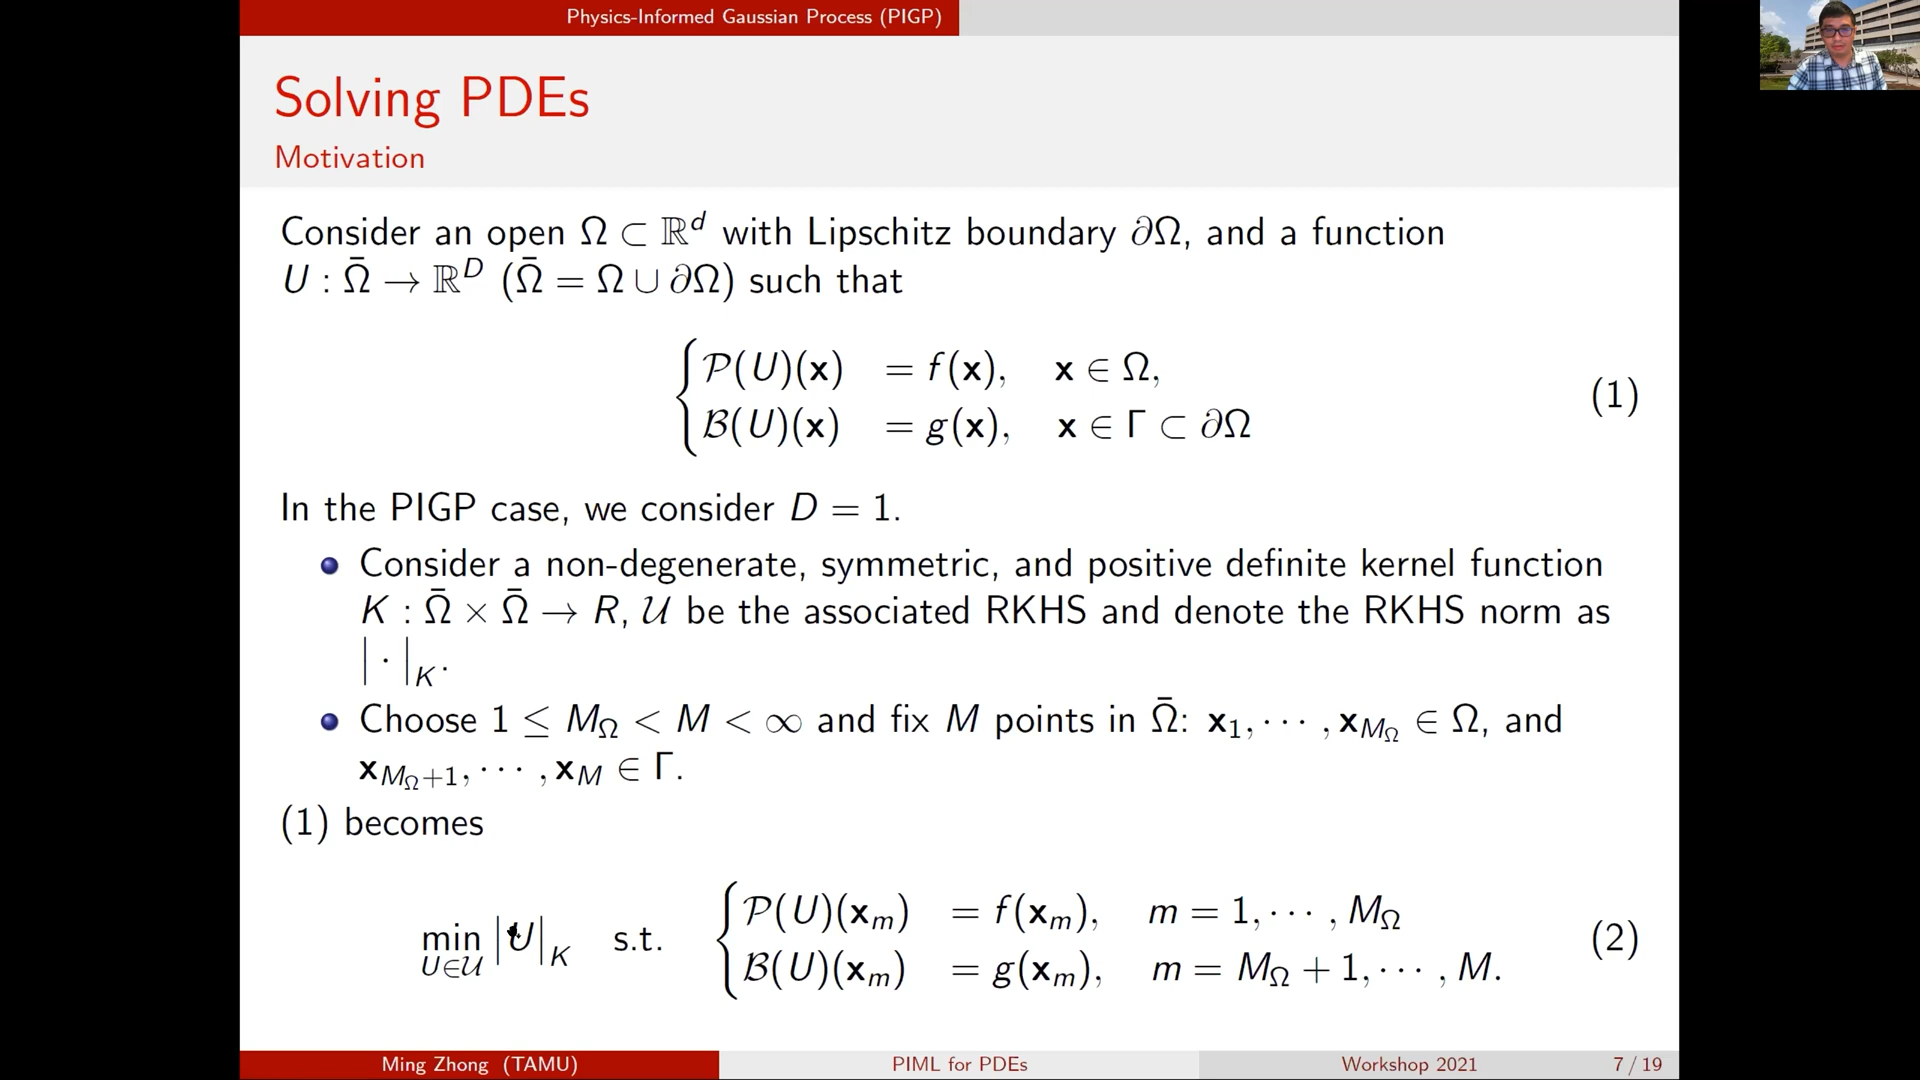 Physics-Informed Gaussian Process (PIGP)
Solving PDEs
Motivation
Consider an open Ω ⊂ ℝ^d with Lipschitz boundary ∂Ω, and a function
U : Ω̄ → ℝ^D (Ω̄ = Ω ∪ ∂Ω) such that
{ 𝒫(U)(𝐱) = f(𝐱), 𝐱 ∈ Ω,
ℬ(U)(𝐱) = g(𝐱), 𝐱 ∈ Γ ⊂ ∂Ω (1)
In the PIGP case, we consider D = 1.
• Consider a non-degenerate, symmetric, and positive definite kernel function
K : Ω̄ × Ω̄ → R, 𝒰 be the associated RKHS and denote the RKHS norm as
|·|_K.
• Choose 1 ≤ M_Ω < M < ∞ and fix M points in Ω̄: 𝐱_1, ⋯ , 𝐱_{M_Ω} ∈ Ω, and
𝐱_{M_Ω+1}, ⋯ , 𝐱_M ∈ Γ.
(1) becomes
min_{U∈𝒰} |U|_K s.t. { 𝒫(U)(𝐱_m) = f(𝐱_m), m = 1, ⋯ , M_Ω
ℬ(U)(𝐱_m) = g(𝐱_m), m = M_Ω + 1, ⋯ , M. (2)
Ming Zhong (TAMU) PIML for PDEs Workshop 2021 7 / 19